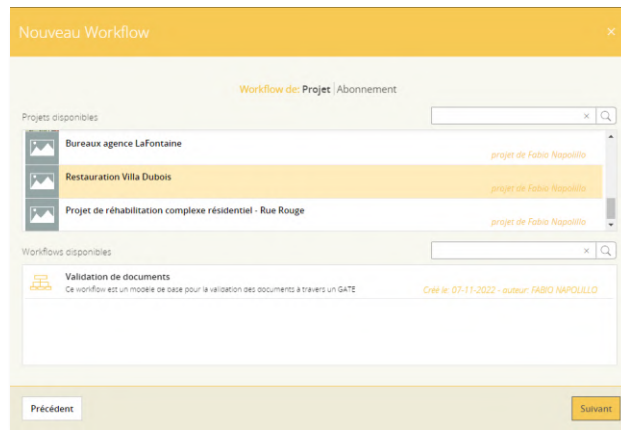 Nouveau Workflow
×
Workflow de: Projet | Abonnement
Projets disponibles
×
Bureaux agence LaFontaine
projet de Fabio Napolillo
Restauration Villa Dubois
projet de Fabio Napolillo
Projet de réhabilitation complexe résidentiel - Rue Rouge
projet de Fabio Napolillo
Workflows disponibles
×
Validation de documents
Ce workflow est un modèle de base pour la validation des documents à travers un GATE
Créé le: 07-11-2022 - auteur: FABIO NAPOLILLO
Précédent
Suivant